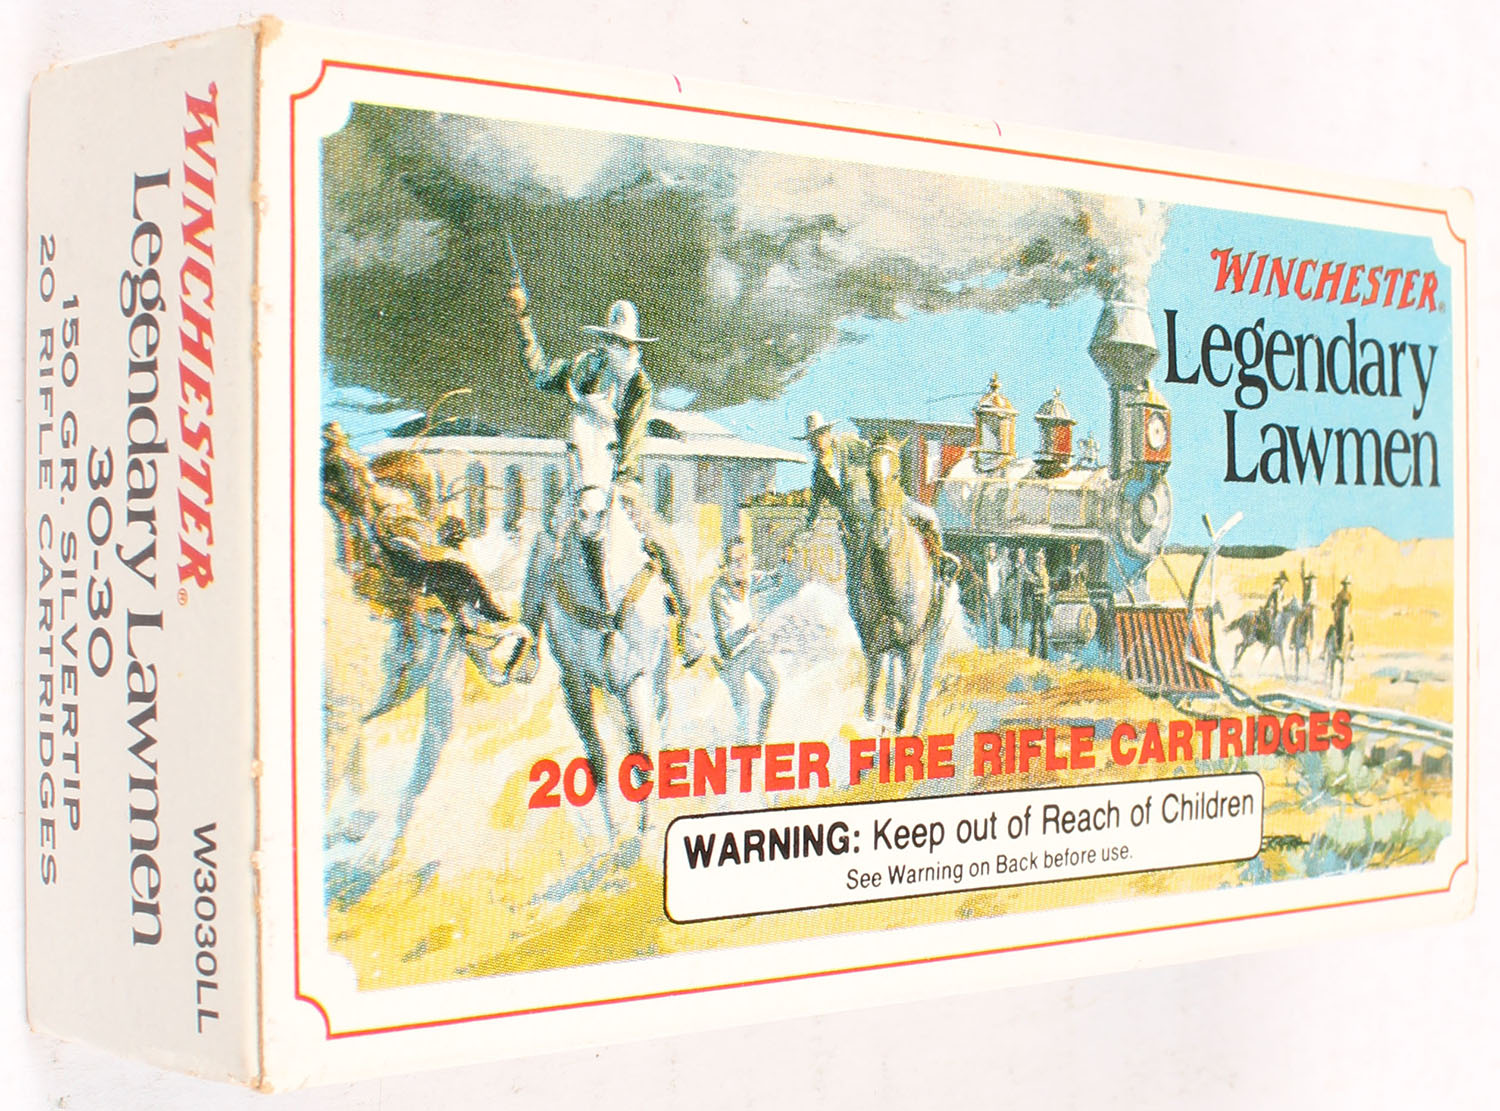 WINCHESTER®
Legendary
Lawmen
20 CENTER FIRE RIFLE CARTRIDGES
WARNING: Keep out of Reach of Children
See Warning on Back before use.
WINCHESTER® W3030LL
Legendary Lawmen
30-30
150 GR. SILVERTIP
20 RIFLE CARTRIDGES